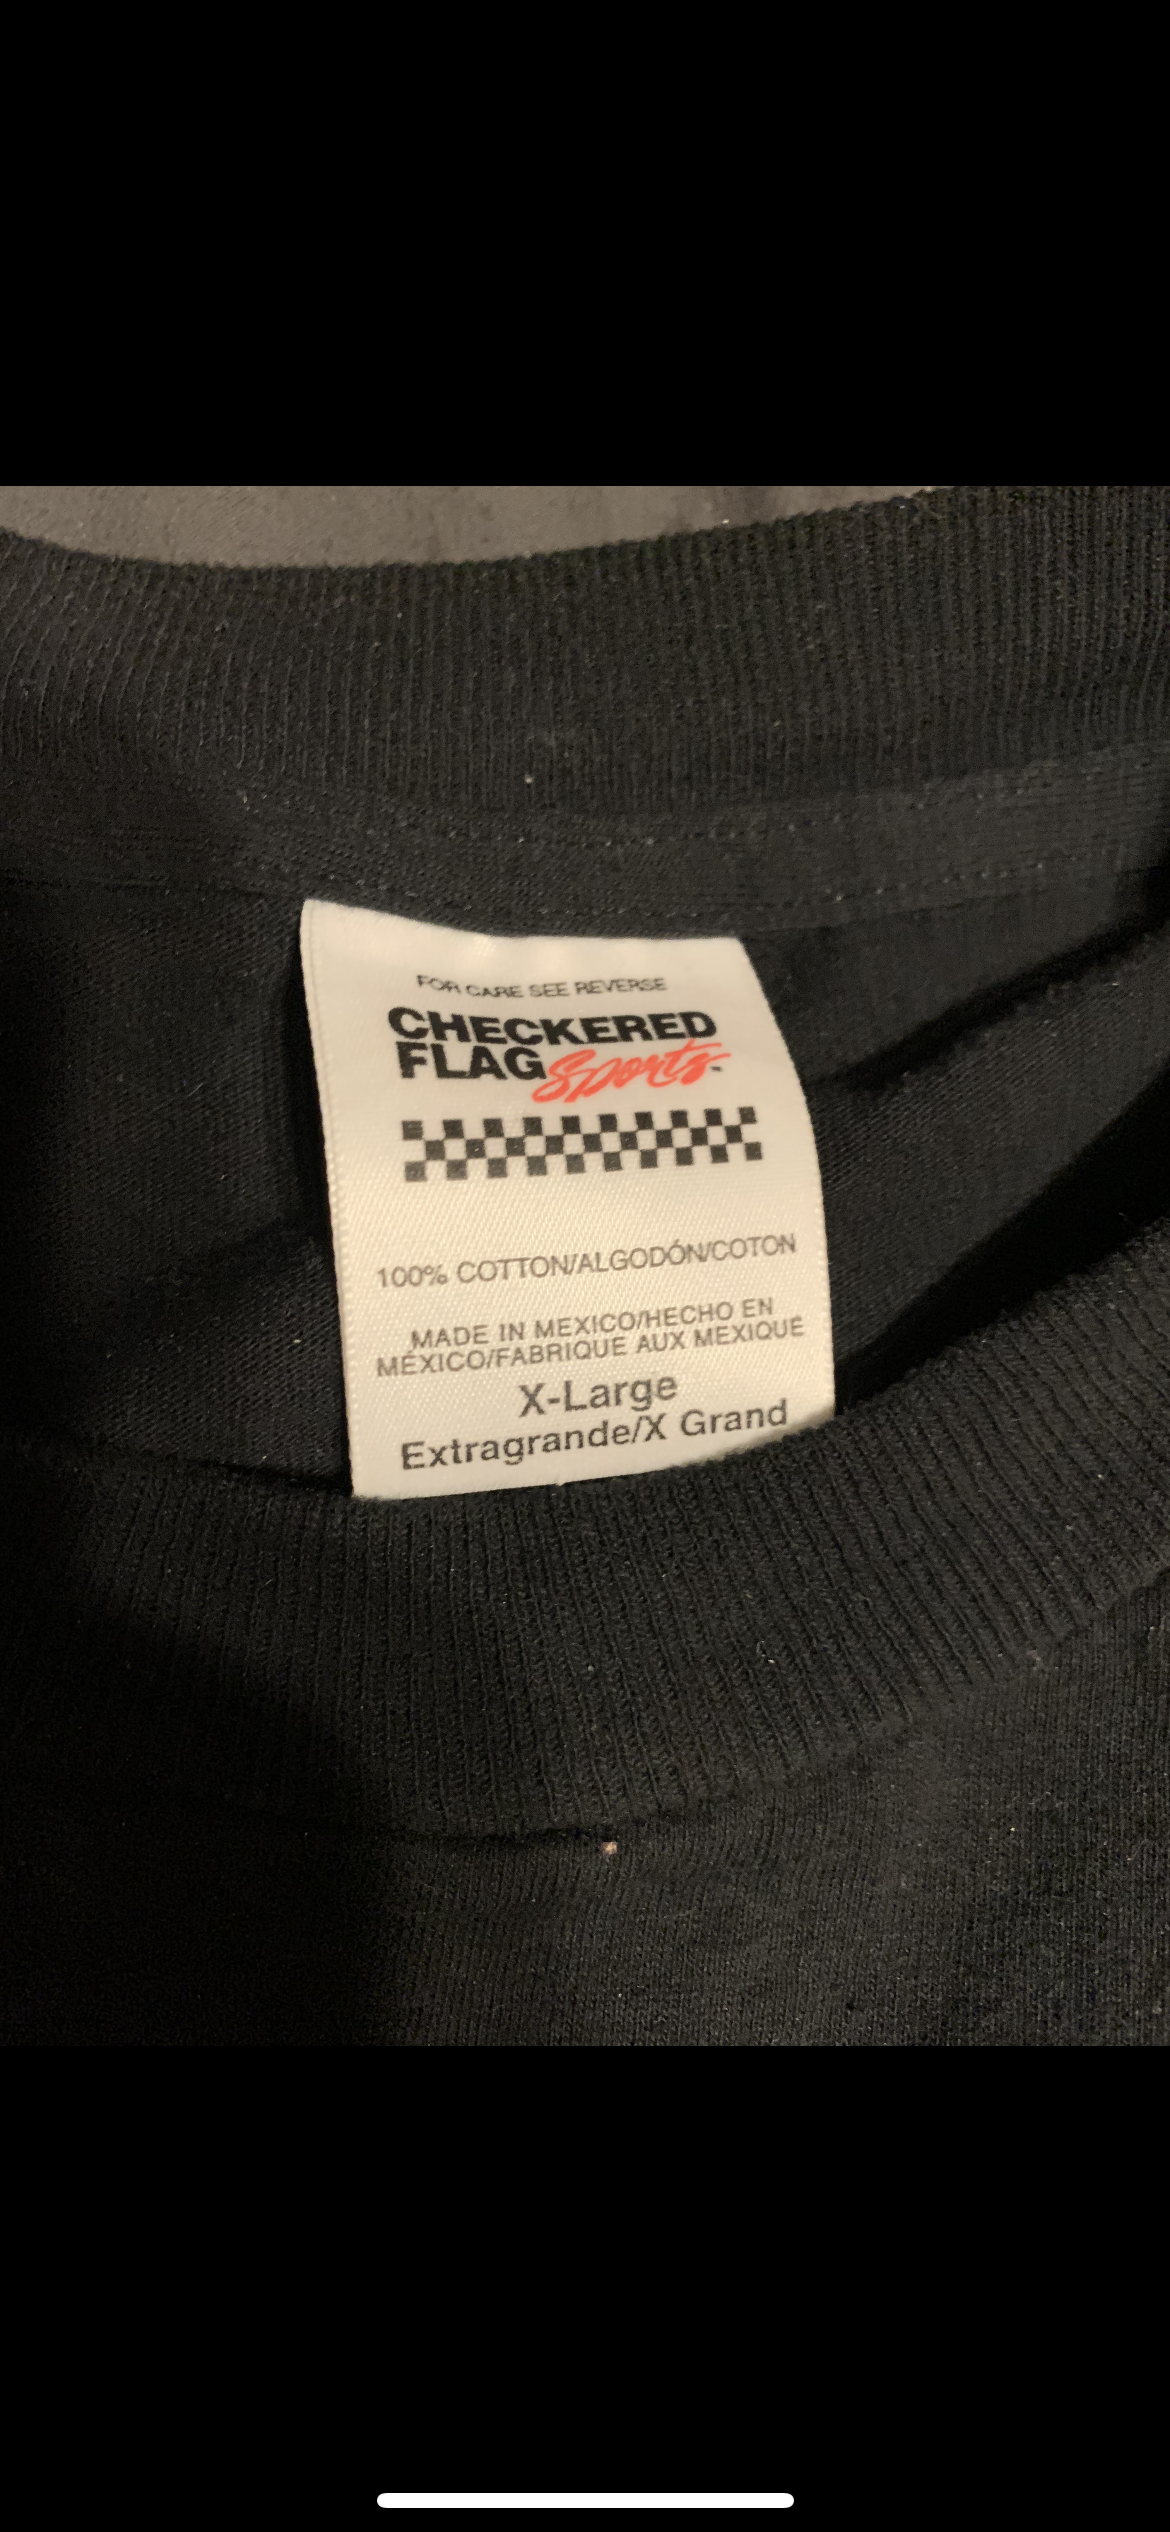 FOR CARE SEE REVERSE
CHECKERED
FLAG Sports™
100% COTTON/ALGODÓN/COTON
MADE IN MEXICO/HECHO EN
MÉXICO/FABRIQUE AUX MEXIQUE
X-Large
Extragrande/X Grand